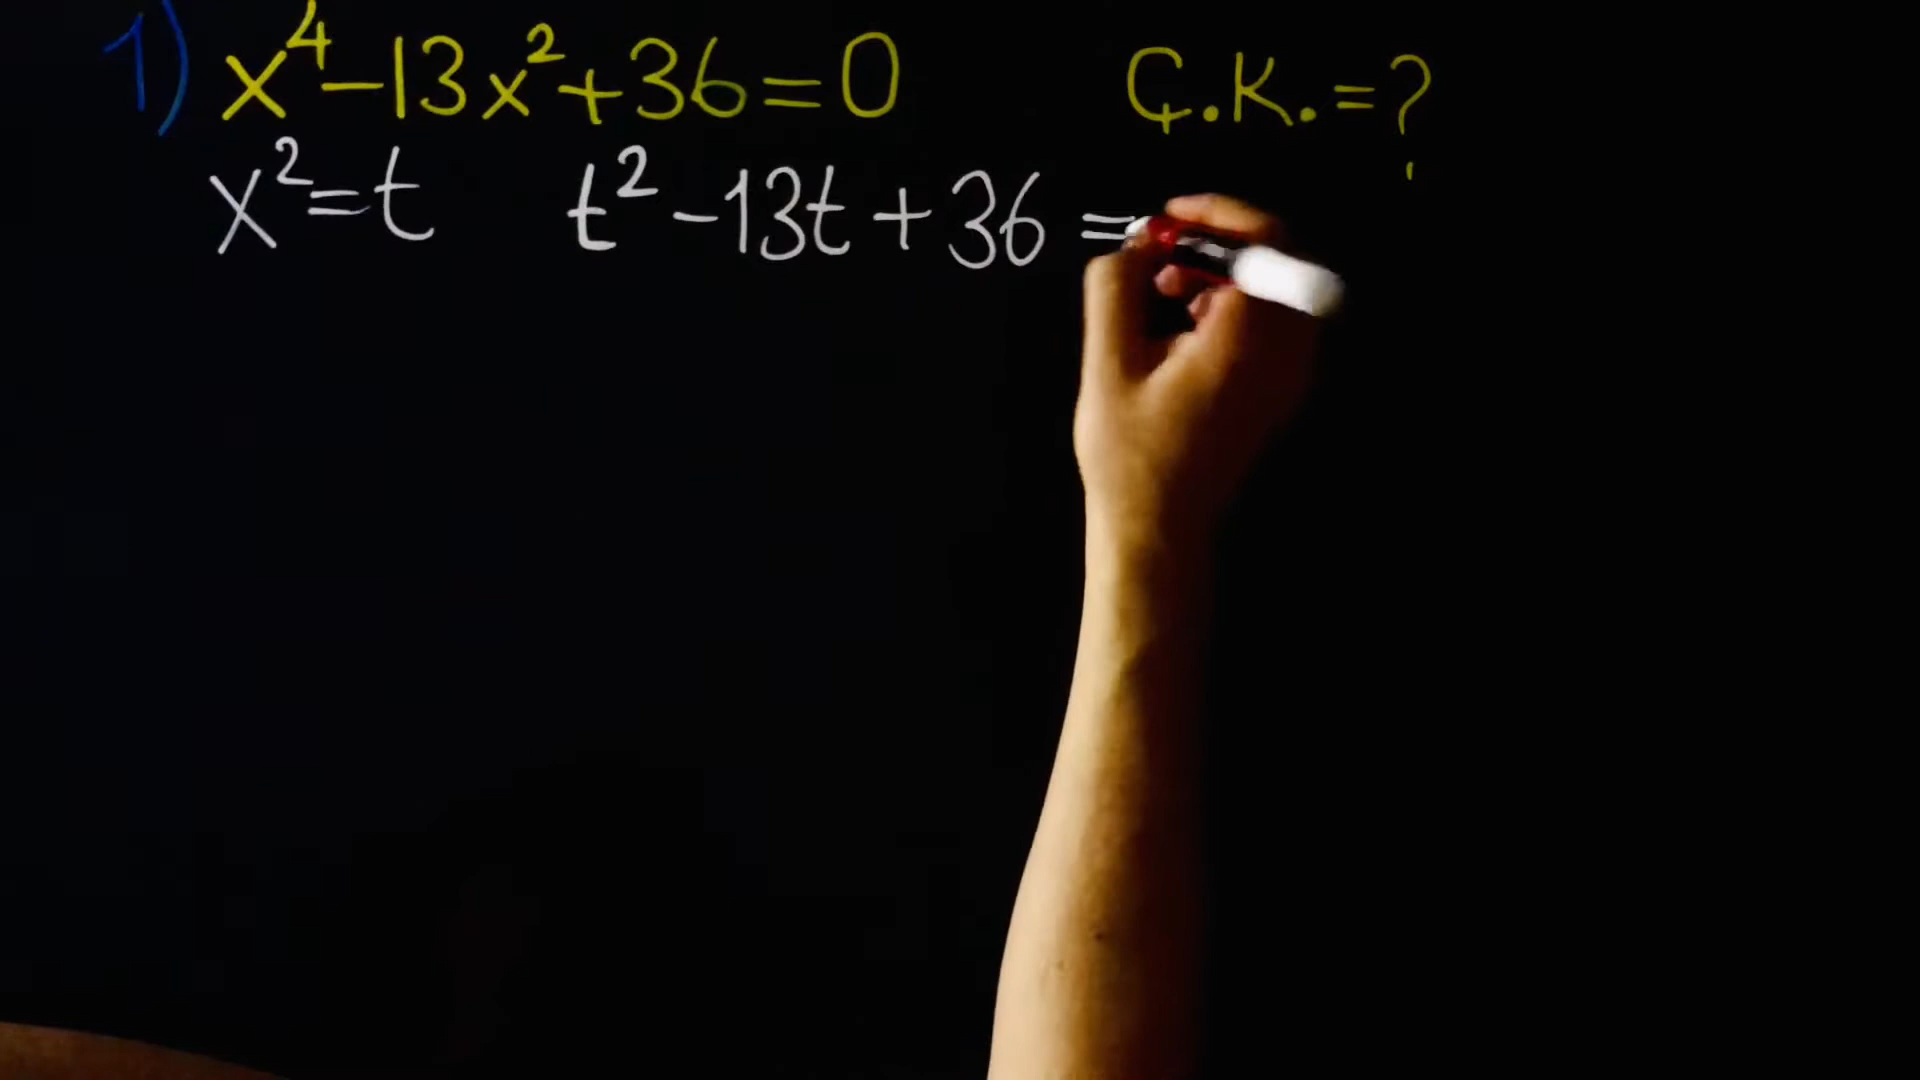 1) x⁴-13x²+36=0 Ç.K.=?
x²=t t²-13t+36=